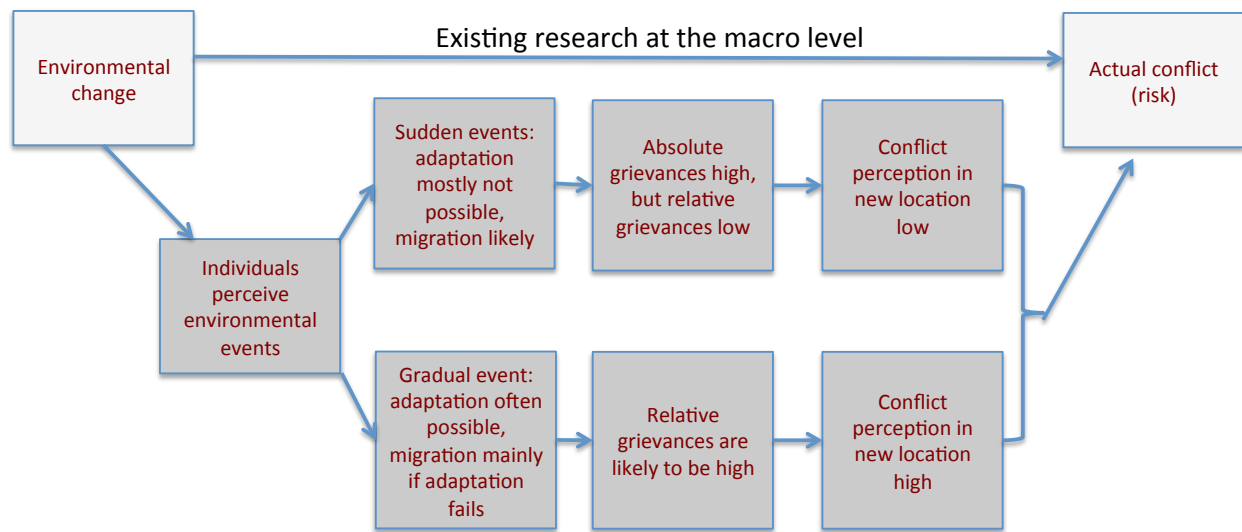 Existing research at the macro level
Environmental
change
Actual conflict
(risk)
Individuals
perceive
environmental
events
Sudden events:
adaptation
mostly not
possible,
migration likely
Absolute
grievances high,
but relative
grievances low
Conflict
perception in
new location
low
Gradual event:
adaptation often
possible,
migration mainly
if adaptation
fails
Relative
grievances are
likely to be high
Conflict
perception in
new location
high